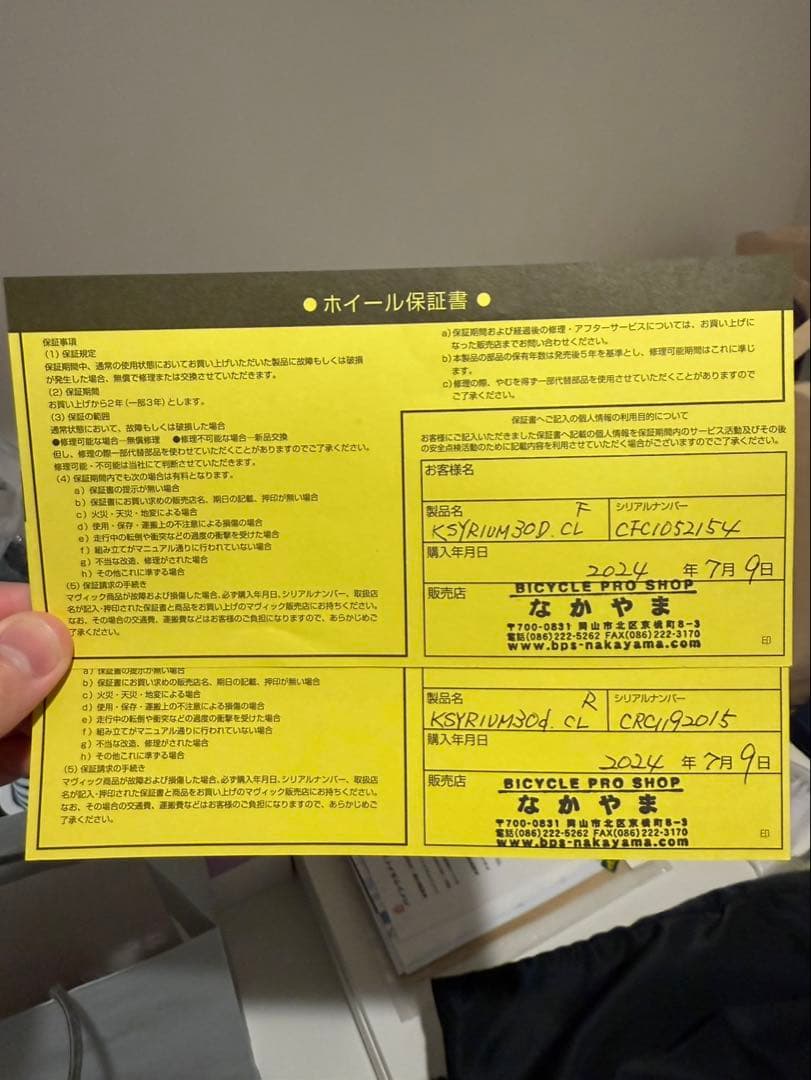 ●ホイール保証書●
保証事項
(1) 保証規定
保証期間中、通常の使用状態においてお買い上げいただいた製品に故障もしくは破損
が発生した場合、無償で修理または交換させていただきます。
(2) 保証期間
お買い上げから2年(一部3年)とします。
(3) 保証の範囲
通常状態において、故障もしくは破損した場合
●修理可能な場合─無償修理 ●修理不可能な場合─新品交換
但し、修理の際一部代替部品を使わせていただくことがありますのでご了承ください。
修理可能・不可能は当社にて判断させていただきます。
(4) 保証期間内でも次の場合は有料となります。
a) 保証書の提示が無い場合
b) 保証書にお買い求めの販売店名、期日の記載、押印が無い場合
c) 火災・天災・地変による場合
d) 使用・保存・運搬上の不注意による損傷の場合
e) 走行中の転倒や衝突などの過度の衝撃を受けた場合
f) 組み立てがマニュアル通りに行われていない場合
g) 不当な改造、修理がされた場合
h) その他これに準ずる場合
(5) 保証請求の手続き
マヴィック商品が故障および損傷した場合、必ず購入年月日、シリアルナンバー、取扱店
名が記入・押印された保証書と商品をお買い上げのマヴィック販売店にお持ちください。
なお、その場合の交通費、運搬費などはお客様のご負担になりますので、あらかじめご
了承ください。
a) 保証期間および経過後の修理・アフターサービスについては、お買い上げに
なった販売店までお問い合わせください。
b) 本製品の部品の保有年数は発売後5年を基準とし、修理可能期間はこれに準じ
ます。
c) 修理の際、やむを得ず一部代替部品を使用させていただくことがありますので
ご了承ください。
保証書へご記入の個人情報の利用目的について
お客様にご記入いただきました保証書へ記載の個人情報を保証期間内のサービス活動及びその後
の安全点検活動のために記載内容を利用させていただく場合がございますのでご了承ください。
お客様名
製品名 F シリアルナンバー
KSYRIUM30D.CL CFC1052154
購入年月日
2024 年 7月 9日
販売店 BICYCLE PRO SHOP
なかやま
〒700-0831 岡山市北区京橋町8-3
電話(086)222-5262 FAX(086)222-3170
www.bps-nakayama.com 印
a) 保証書の提示が無い場合
b) 保証書にお買い求めの販売店名、期日の記載、押印が無い場合
c) 火災・天災・地変による場合
d) 使用・保存・運搬上の不注意による損傷の場合
e) 走行中の転倒や衝突などの過度の衝撃を受けた場合
f) 組み立てがマニュアル通りに行われていない場合
g) 不当な改造、修理がされた場合
h) その他これに準ずる場合
(5) 保証請求の手続き
マヴィック商品が故障および損傷した場合、必ず購入年月日、シリアルナンバー、取扱店
名が記入・押印された保証書と商品をお買い上げのマヴィック販売店にお持ちください。
なお、その場合の交通費、運搬費などはお客様のご負担になりますので、あらかじめご
了承ください。
製品名 R シリアルナンバー
KSYRIUM30d.CL CRC1192015
購入年月日
2024 年 7月 9日
販売店 BICYCLE PRO SHOP
なかやま
〒700-0831 岡山市北区京橋町8-3
電話(086)222-5262 FAX(086)222-3170
www.bps-nakayama.com 印